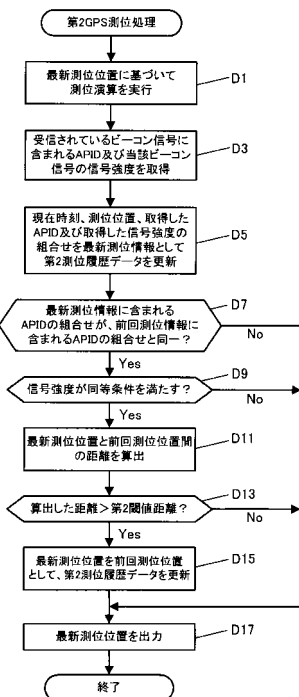 第2GPS測位処理
最新測位位置に基づいて
測位演算を実行
D1
受信されているビーコン信号に
含まれるAPID及び当該ビーコン
信号の信号強度を取得
D3
現在時刻、測位位置、取得した
APID及び取得した信号強度の
組合せを最新測位情報として
第2測位履歴データを更新
D5
最新測位情報に含まれる
APIDの組合せが、前回測位情報に
含まれるAPIDの組合せと同一?
D7
No
Yes
信号強度が同等条件を満たす?
D9
No
Yes
最新測位位置と前回測位位置間
の距離を算出
D11
算出した距離>第2閾値距離?
D13
No
Yes
最新測位位置を前回測位位置
として、第2測位履歴データを更新
D15
最新測位位置を出力
D17
終了